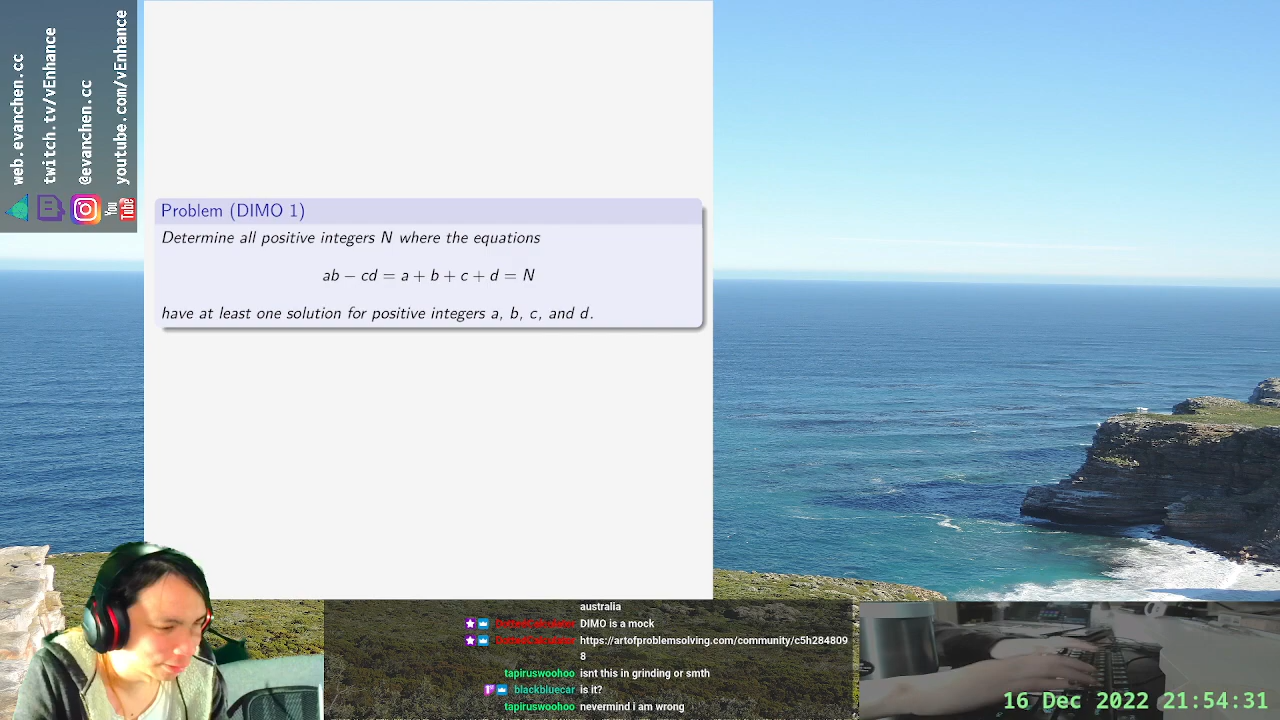 web.evanchen.cc
twitch.tv/vEnhance
@evanchen.cc
youtube.com/vEnhance
You
Tube
Problem (DIMO 1)
Determine all positive integers N where the equations
ab − cd = a + b + c + d = N
have at least one solution for positive integers a, b, c, and d.
australia
DIMO is a mock
https://artofproblemsolving.com/community/c5h284809
8
tapiruswoohoo isnt this in grinding or smth
blackbluecar is it?
tapiruswoohoo nevermind i am wrong
16 Dec 2022 21:54:31